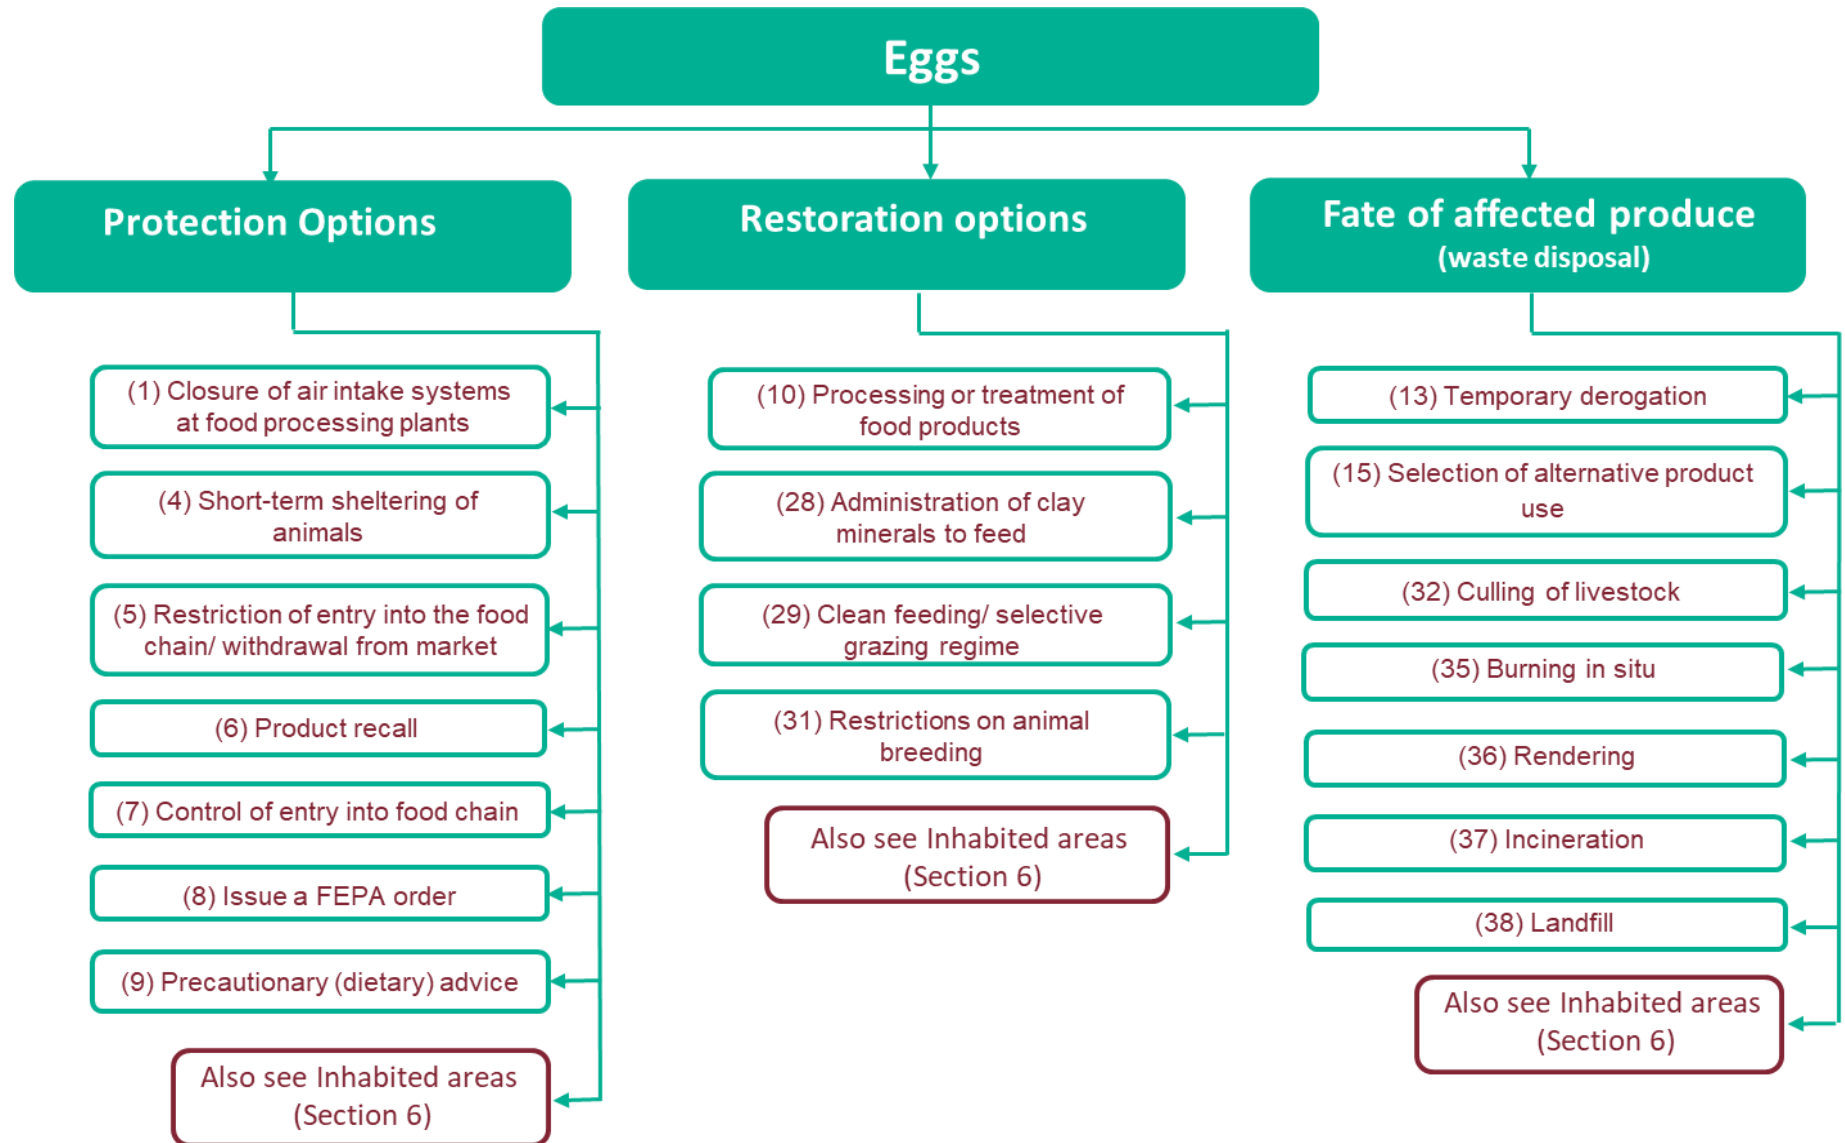 Eggs
Protection Options
(1) Closure of air intake systems
at food processing plants
(4) Short-term sheltering of
animals
(5) Restriction of entry into the food
chain/ withdrawal from market
(6) Product recall
(7) Control of entry into food chain
(8) Issue a FEPA order
(9) Precautionary (dietary) advice
Also see Inhabited areas
(Section 6)
Restoration options
(10) Processing or treatment of
food products
(28) Administration of clay
minerals to feed
(29) Clean feeding/ selective
grazing regime
(31) Restrictions on animal
breeding
Also see Inhabited areas
(Section 6)
Fate of affected produce
(waste disposal)
(13) Temporary derogation
(15) Selection of alternative product
use
(32) Culling of livestock
(35) Burning in situ
(36) Rendering
(37) Incineration
(38) Landfill
Also see Inhabited areas
(Section 6)